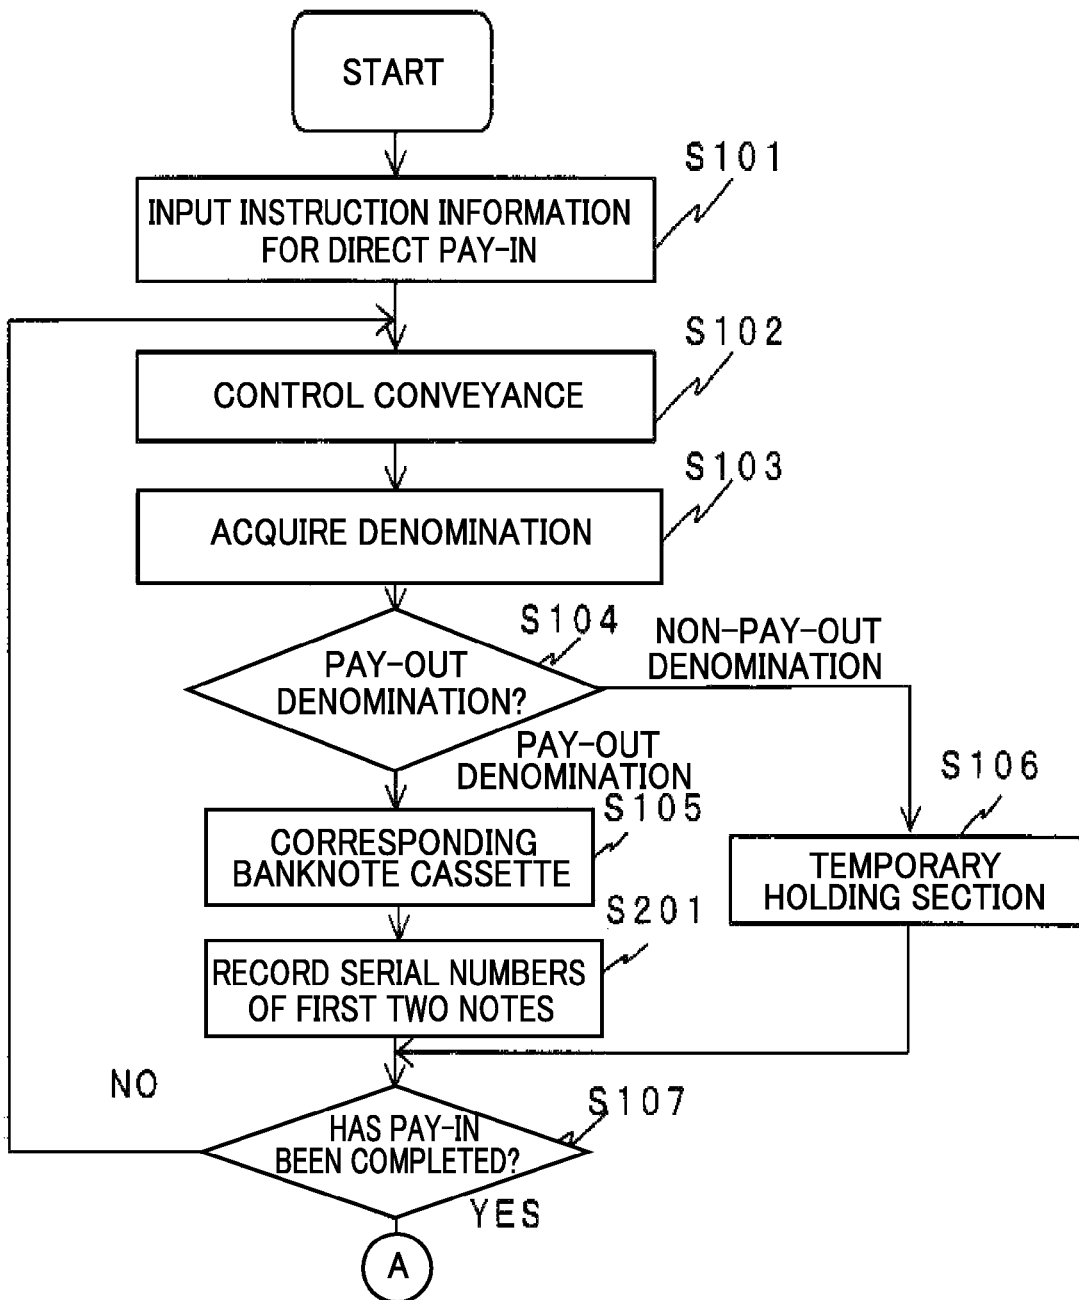 START
S101
INPUT INSTRUCTION INFORMATION
FOR DIRECT PAY-IN
S102
CONTROL CONVEYANCE
S103
ACQUIRE DENOMINATION
S104
NON-PAY-OUT
DENOMINATION
PAY-OUT
DENOMINATION?
PAY-OUT
DENOMINATION
S105
S106
CORRESPONDING
BANKNOTE CASSETTE
TEMPORARY
HOLDING SECTION
S201
RECORD SERIAL NUMBERS
OF FIRST TWO NOTES
NO
S107
HAS PAY-IN
BEEN COMPLETED?
YES
A